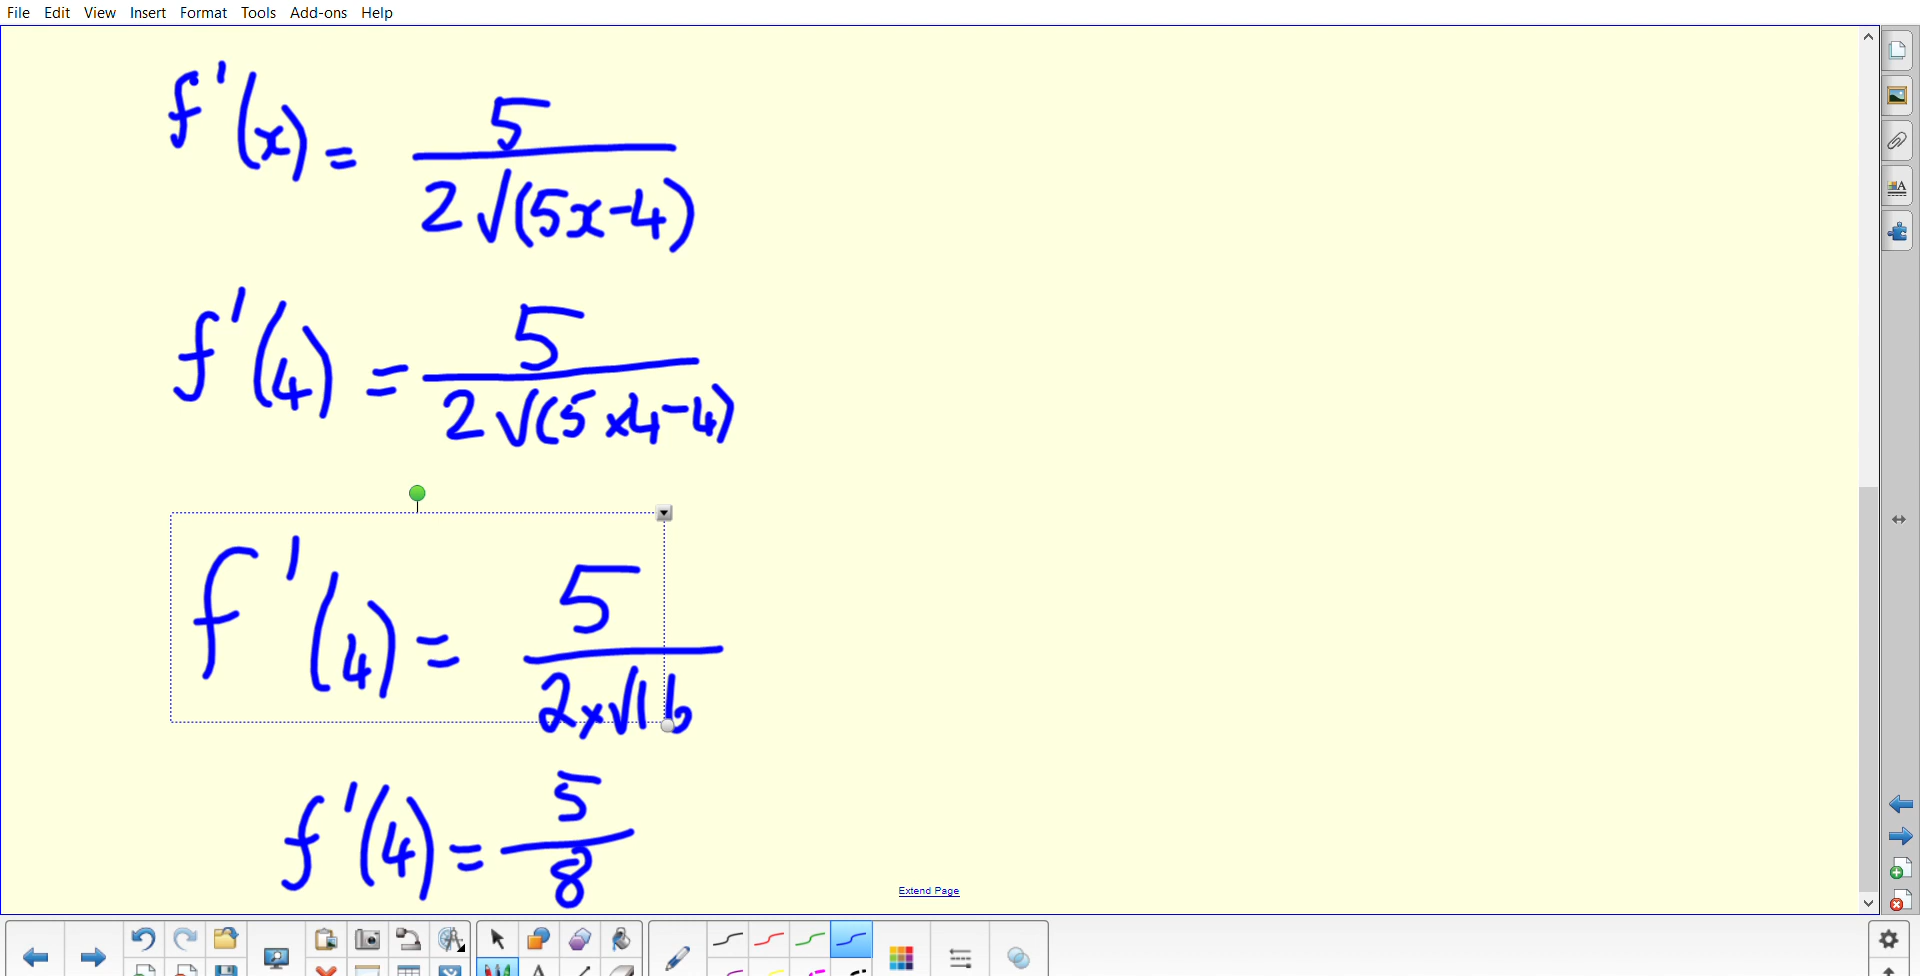 File Edit View Insert Format Tools Add-ons Help
f'(x) = 5 / 2√(5x-4)
f'(4) = 5 / 2√(5×4-4)
f'(4) = 5 / 2×√16
f'(4) = 5 / 8
Extend Page